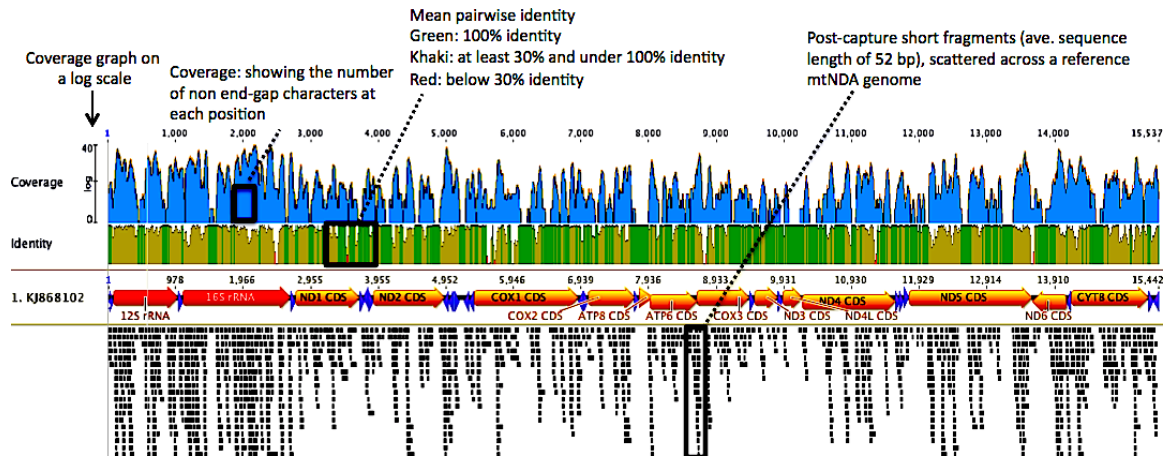 Mean pairwise identity
Green: 100% identity
Khaki: at least 30% and under 100% identity
Red: below 30% identity
Post-capture short fragments (ave. sequence
length of 52 bp), scattered across a reference
mtNDA genome
Coverage graph on
a log scale
Coverage: showing the number
of non end-gap characters at
each position
1 1,000 2,000 3,000 4,000 5,000 6,000 7,000 8,000 9,000 10,000 11,000 12,000 13,000 14,000 15,537
40
Coverage
log
0
Identity
1 978 1,966 2,955 3,955 4,952 5,946 6,939 7,936 8,933 9,931 10,930 11,929 12,914 13,910 15,442
1. KJ868102
16S rRNA ND1 CDS ND2 CDS COX1 CDS ND4 CDS ND5 CDS CYTB CDS
12S rRNA COX2 CDS ATP8 CDS ATP6 CDS COX3 CDS ND3 CDS ND4L CDS ND6 CDS